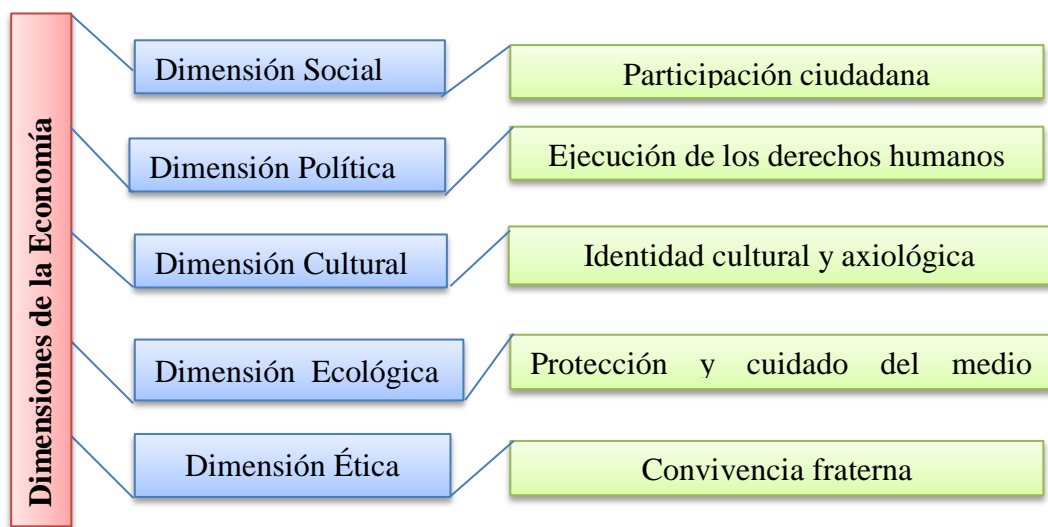 Dimensiones de la Economía
Dimensión Social
Participación ciudadana
Dimensión Política
Ejecución de los derechos humanos
Dimensión Cultural
Identidad cultural y axiológica
Dimensión Ecológica
Protección y cuidado del medio
Dimensión Ética
Convivencia fraterna